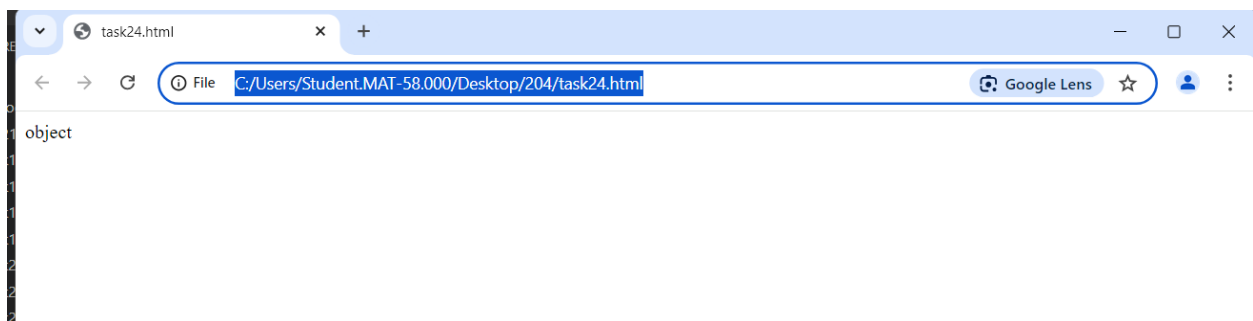 task24.html
File C:/Users/Student.MAT-58.000/Desktop/204/task24.html Google Lens
object